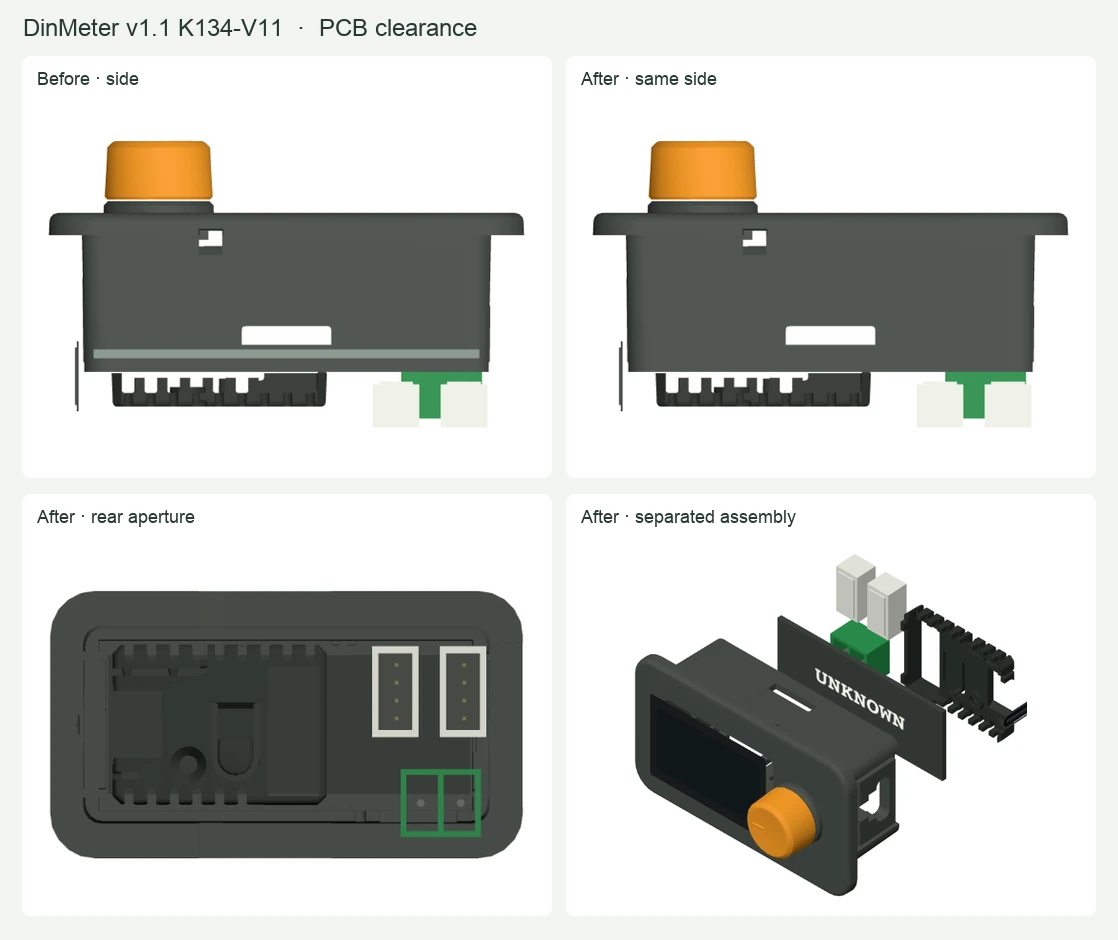 DinMeter v1.1 K134-V11 · PCB clearance
Before · side
After · same side
After · rear aperture
After · separated assembly
UNKNOWN